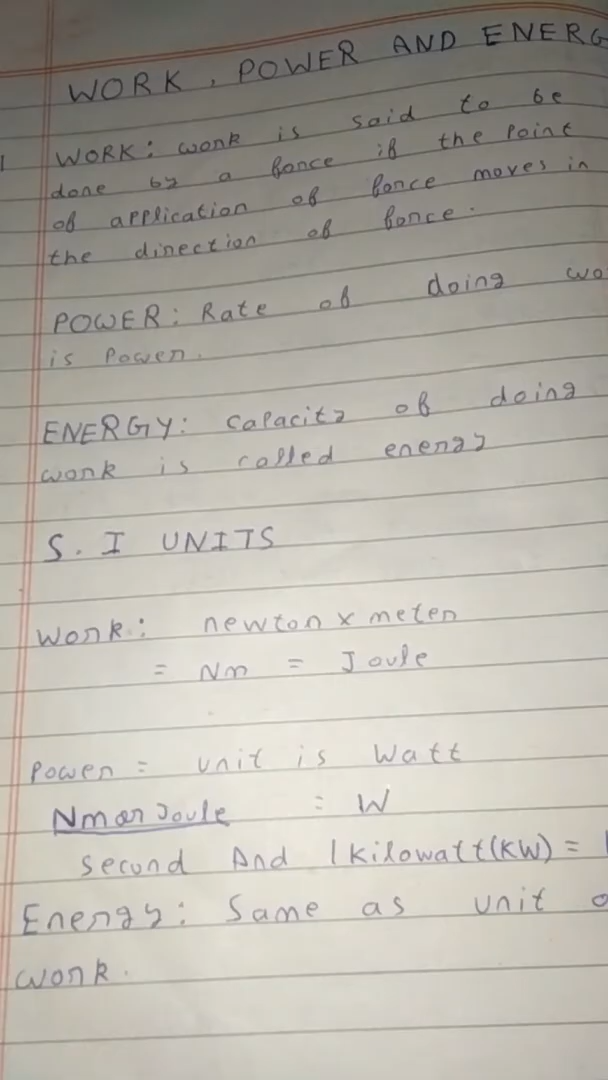 WORK, POWER AND ENERG
1 WORK: work is said to be
done by a force if the point
of application of force moves in
the direction of force.
POWER: Rate of doing wo
is Power.
ENERGY: capacity of doing
work is called energy
S. I UNITS
Work: newton x meter
= Nm = Joule
Power = unit is Watt
Nm or Joule = W
second And 1 Kilowatt(KW) =
Energy: Same as unit o
work.